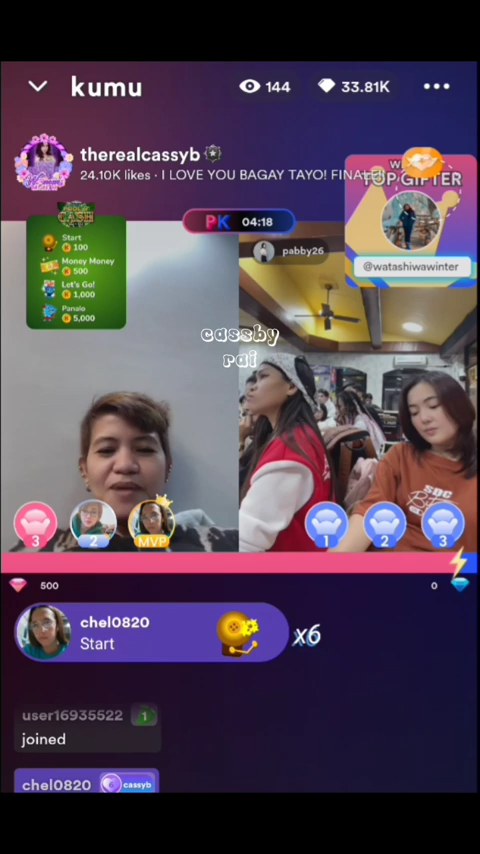 kumu
144
33.81K
therealcassyb
24.10K likes · I LOVE YOU BAGAY TAYO! FINALE
TOP GIFTER
@watashiwawinter
CASH
Start
100
Money Money
500
Let's Go!
1,000
Panalo
5,000
PK 04:18
pabby26
cassby
rai
SDC
3
2
MVP
1
2
3
500
0
chel0820
Start
x6
user16935522 1
joined
chel0820 cassyb